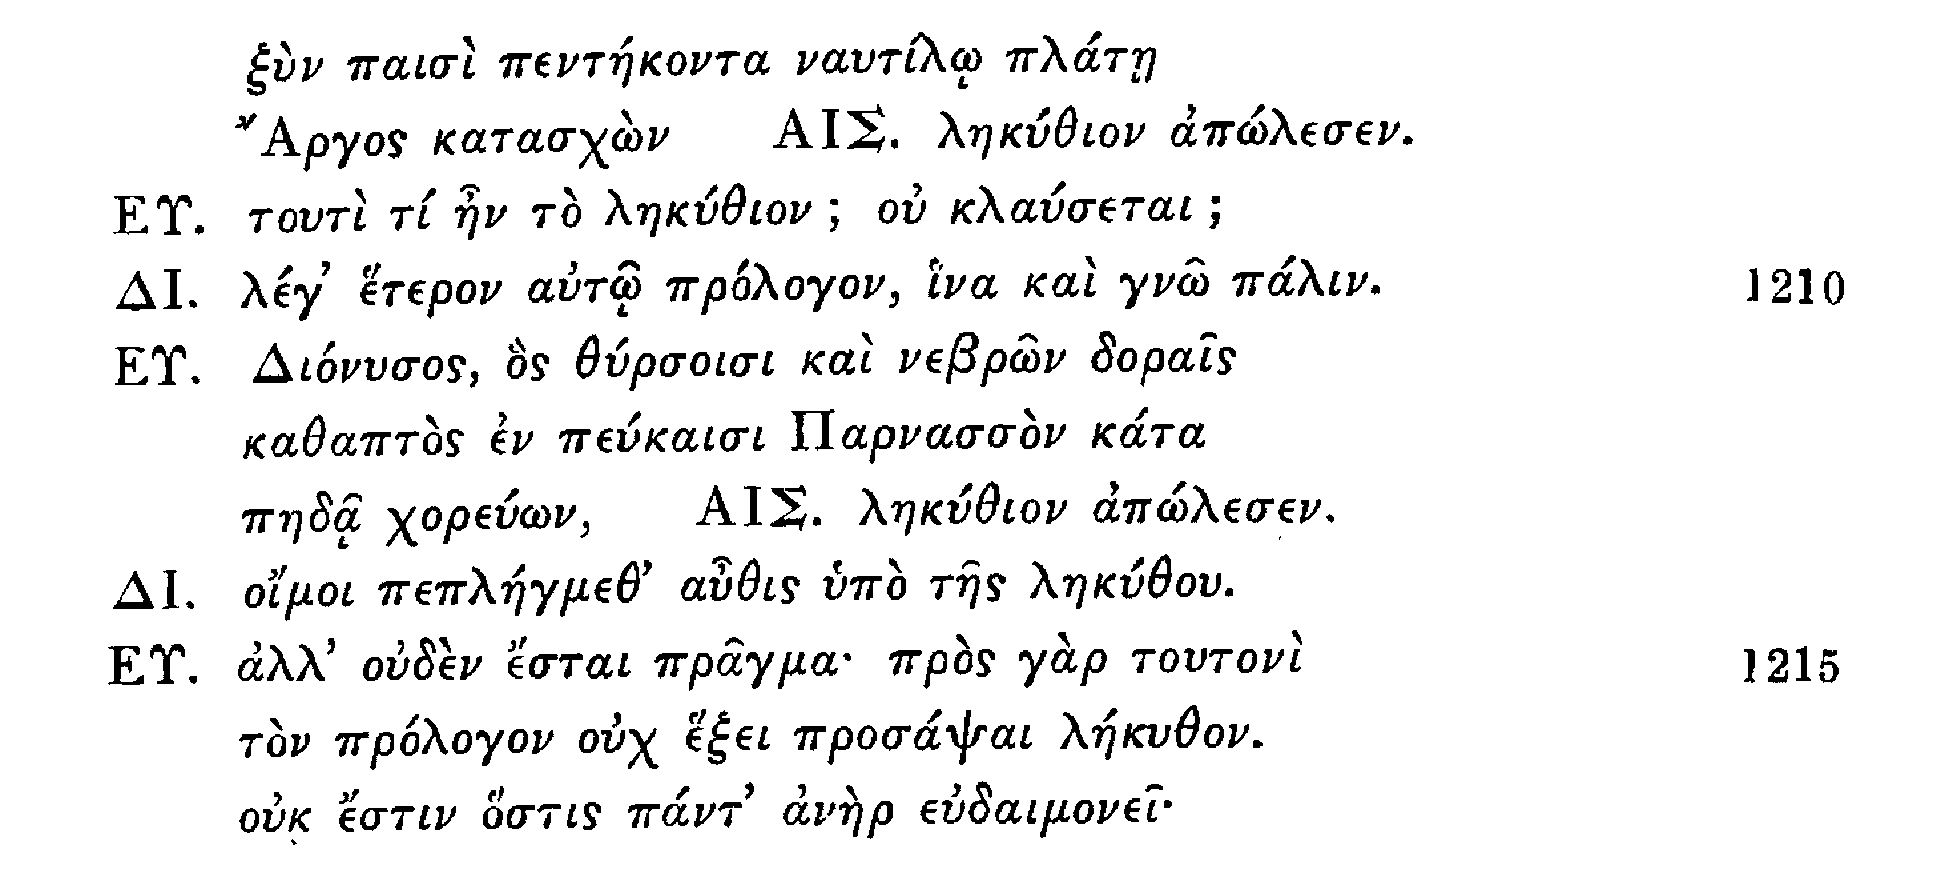 ξὺν παισὶ πεντήκοντα ναυτίλῳ πλάτῃ
Ἄργος κατασχὼν ΑΙΣ. ληκύθιον ἀπώλεσεν.
ΕΥ. τουτὶ τί ἦν τὸ ληκύθιον; οὐ κλαύσεται;
ΔΙ. λέγ’ ἕτερον αὐτῷ πρόλογον, ἵνα καὶ γνῶ πάλιν. 1210
ΕΥ. Διόνυσος, ὃς θύρσοισι καὶ νεβρῶν δοραῖς
καθαπτὸς ἐν πεύκαισι Παρνασσὸν κάτα
πηδᾷ χορεύων, ΑΙΣ. ληκύθιον ἀπώλεσεν.
ΔΙ. οἴμοι πεπλήγμεθ’ αὖθις ὑπὸ τῆς ληκύθου.
ΕΥ. ἀλλ’ οὐδὲν ἔσται πρᾶγμα· πρὸς γὰρ τουτονὶ 1215
τὸν πρόλογον οὐχ ἕξει προσάψαι λήκυθον.
οὐκ ἔστιν ὅστις πάντ’ ἀνὴρ εὐδαιμονεῖ·